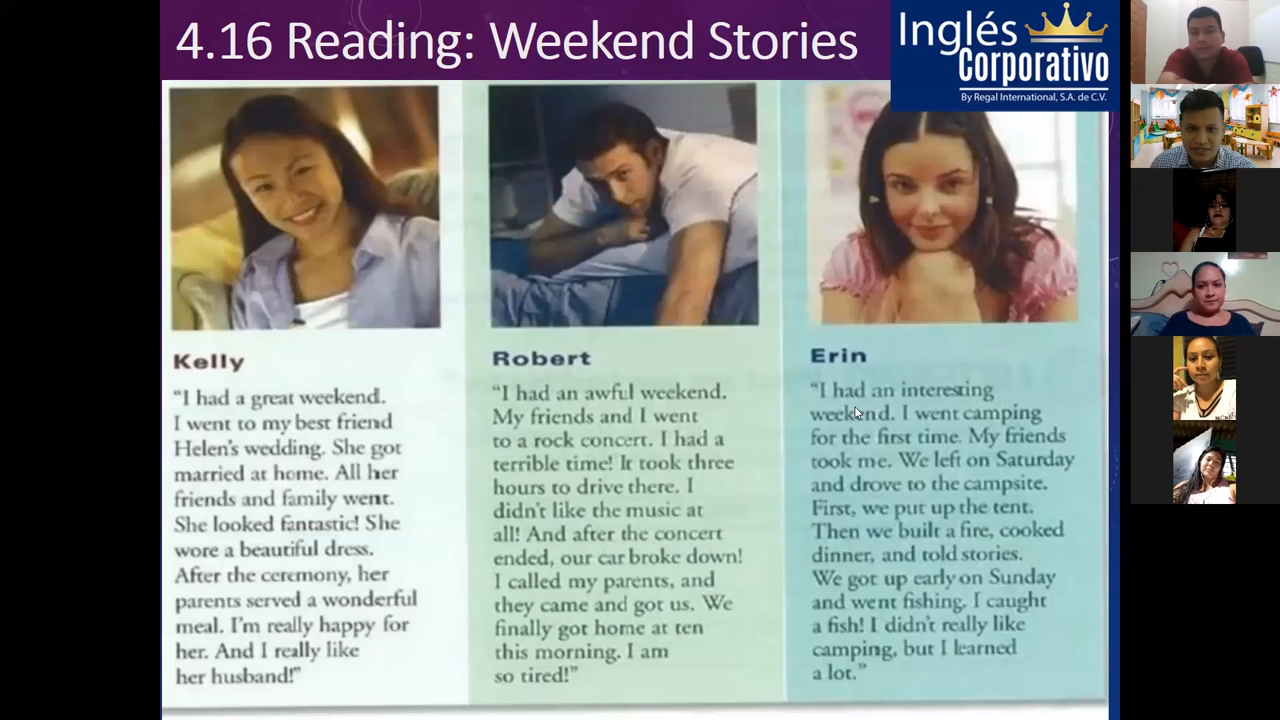 4.16 Reading: Weekend Stories
Inglés
Corporativo
By Regal International, S.A. de C.V.
Kelly
"I had a great weekend.
I went to my best friend
Helen's wedding. She got
married at home. All her
friends and family went.
She looked fantastic! She
wore a beautiful dress.
After the ceremony, her
parents served a wonderful
meal. I'm really happy for
her. And I really like
her husband!"
Robert
"I had an awful weekend.
My friends and I went
to a rock concert. I had a
terrible time! It took three
hours to drive there. I
didn't like the music at
all! And after the concert
ended, our car broke down!
I called my parents, and
they came and got us. We
finally got home at ten
this morning. I am
so tired!"
Erin
"I had an interesting
weekend. I went camping
for the first time. My friends
took me. We left on Saturday
and drove to the campsite.
First, we put up the tent.
Then we built a fire, cooked
dinner, and told stories.
We got up early on Sunday
and went fishing. I caught
a fish! I didn't really like
camping, but I learned
a lot."